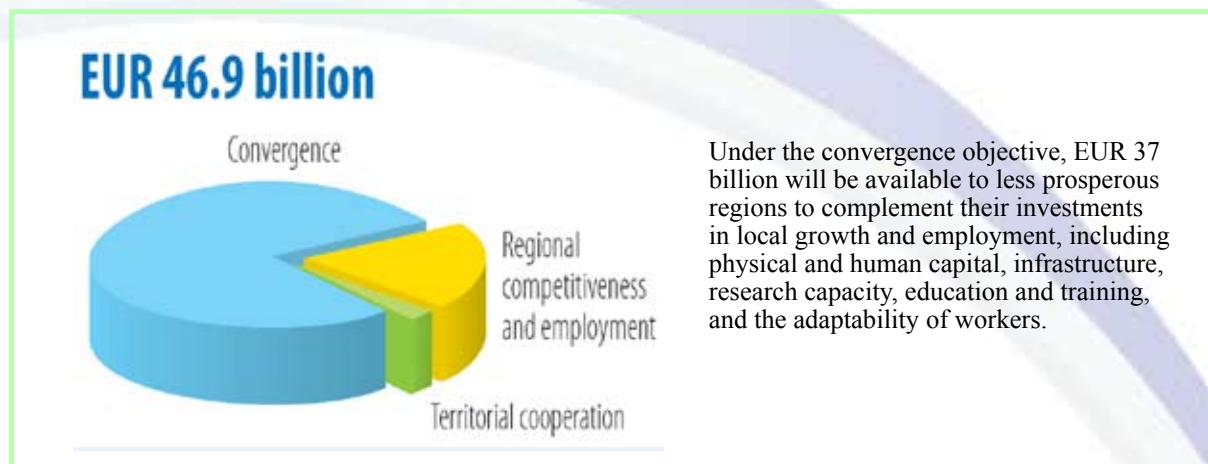 EUR 46.9 billion
Convergence
Regional
competitiveness
and employment
Territorial cooperation
Under the convergence objective, EUR 37
billion will be available to less prosperous
regions to complement their investments
in local growth and employment, including
physical and human capital, infrastructure,
research capacity, education and training,
and the adaptability of workers.